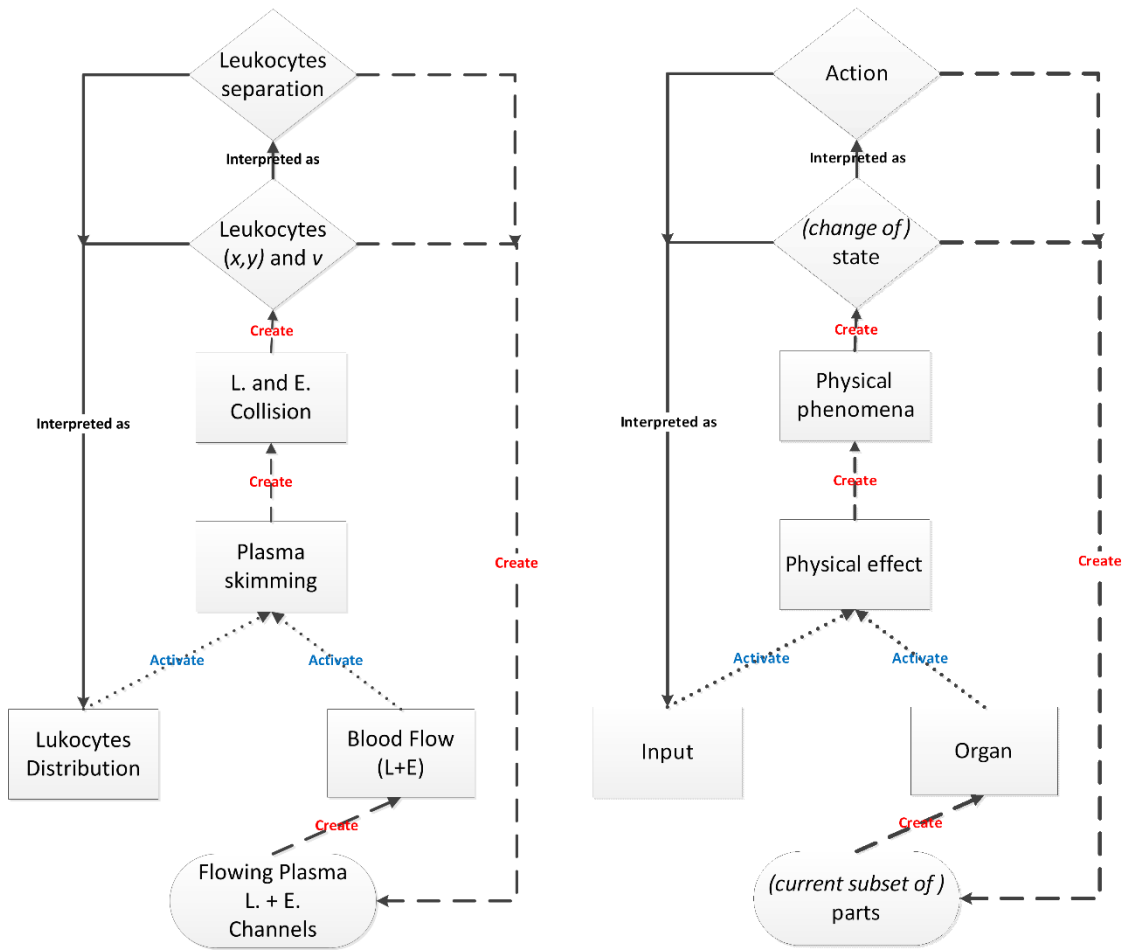 Leukocytes
separation
Interpreted as
Leukocytes
(x,y) and v
Create
L. and E.
Collision
Interpreted as
Create
Plasma
skimming
Create
Activate
Activate
Lukocytes
Distribution
Blood Flow
(L+E)
Create
Flowing Plasma
L. + E.
Channels
Action
Interpreted as
(change of)
state
Create
Physical
phenomena
Interpreted as
Create
Physical effect
Create
Activate
Activate
Input
Organ
Create
(current subset of)
parts